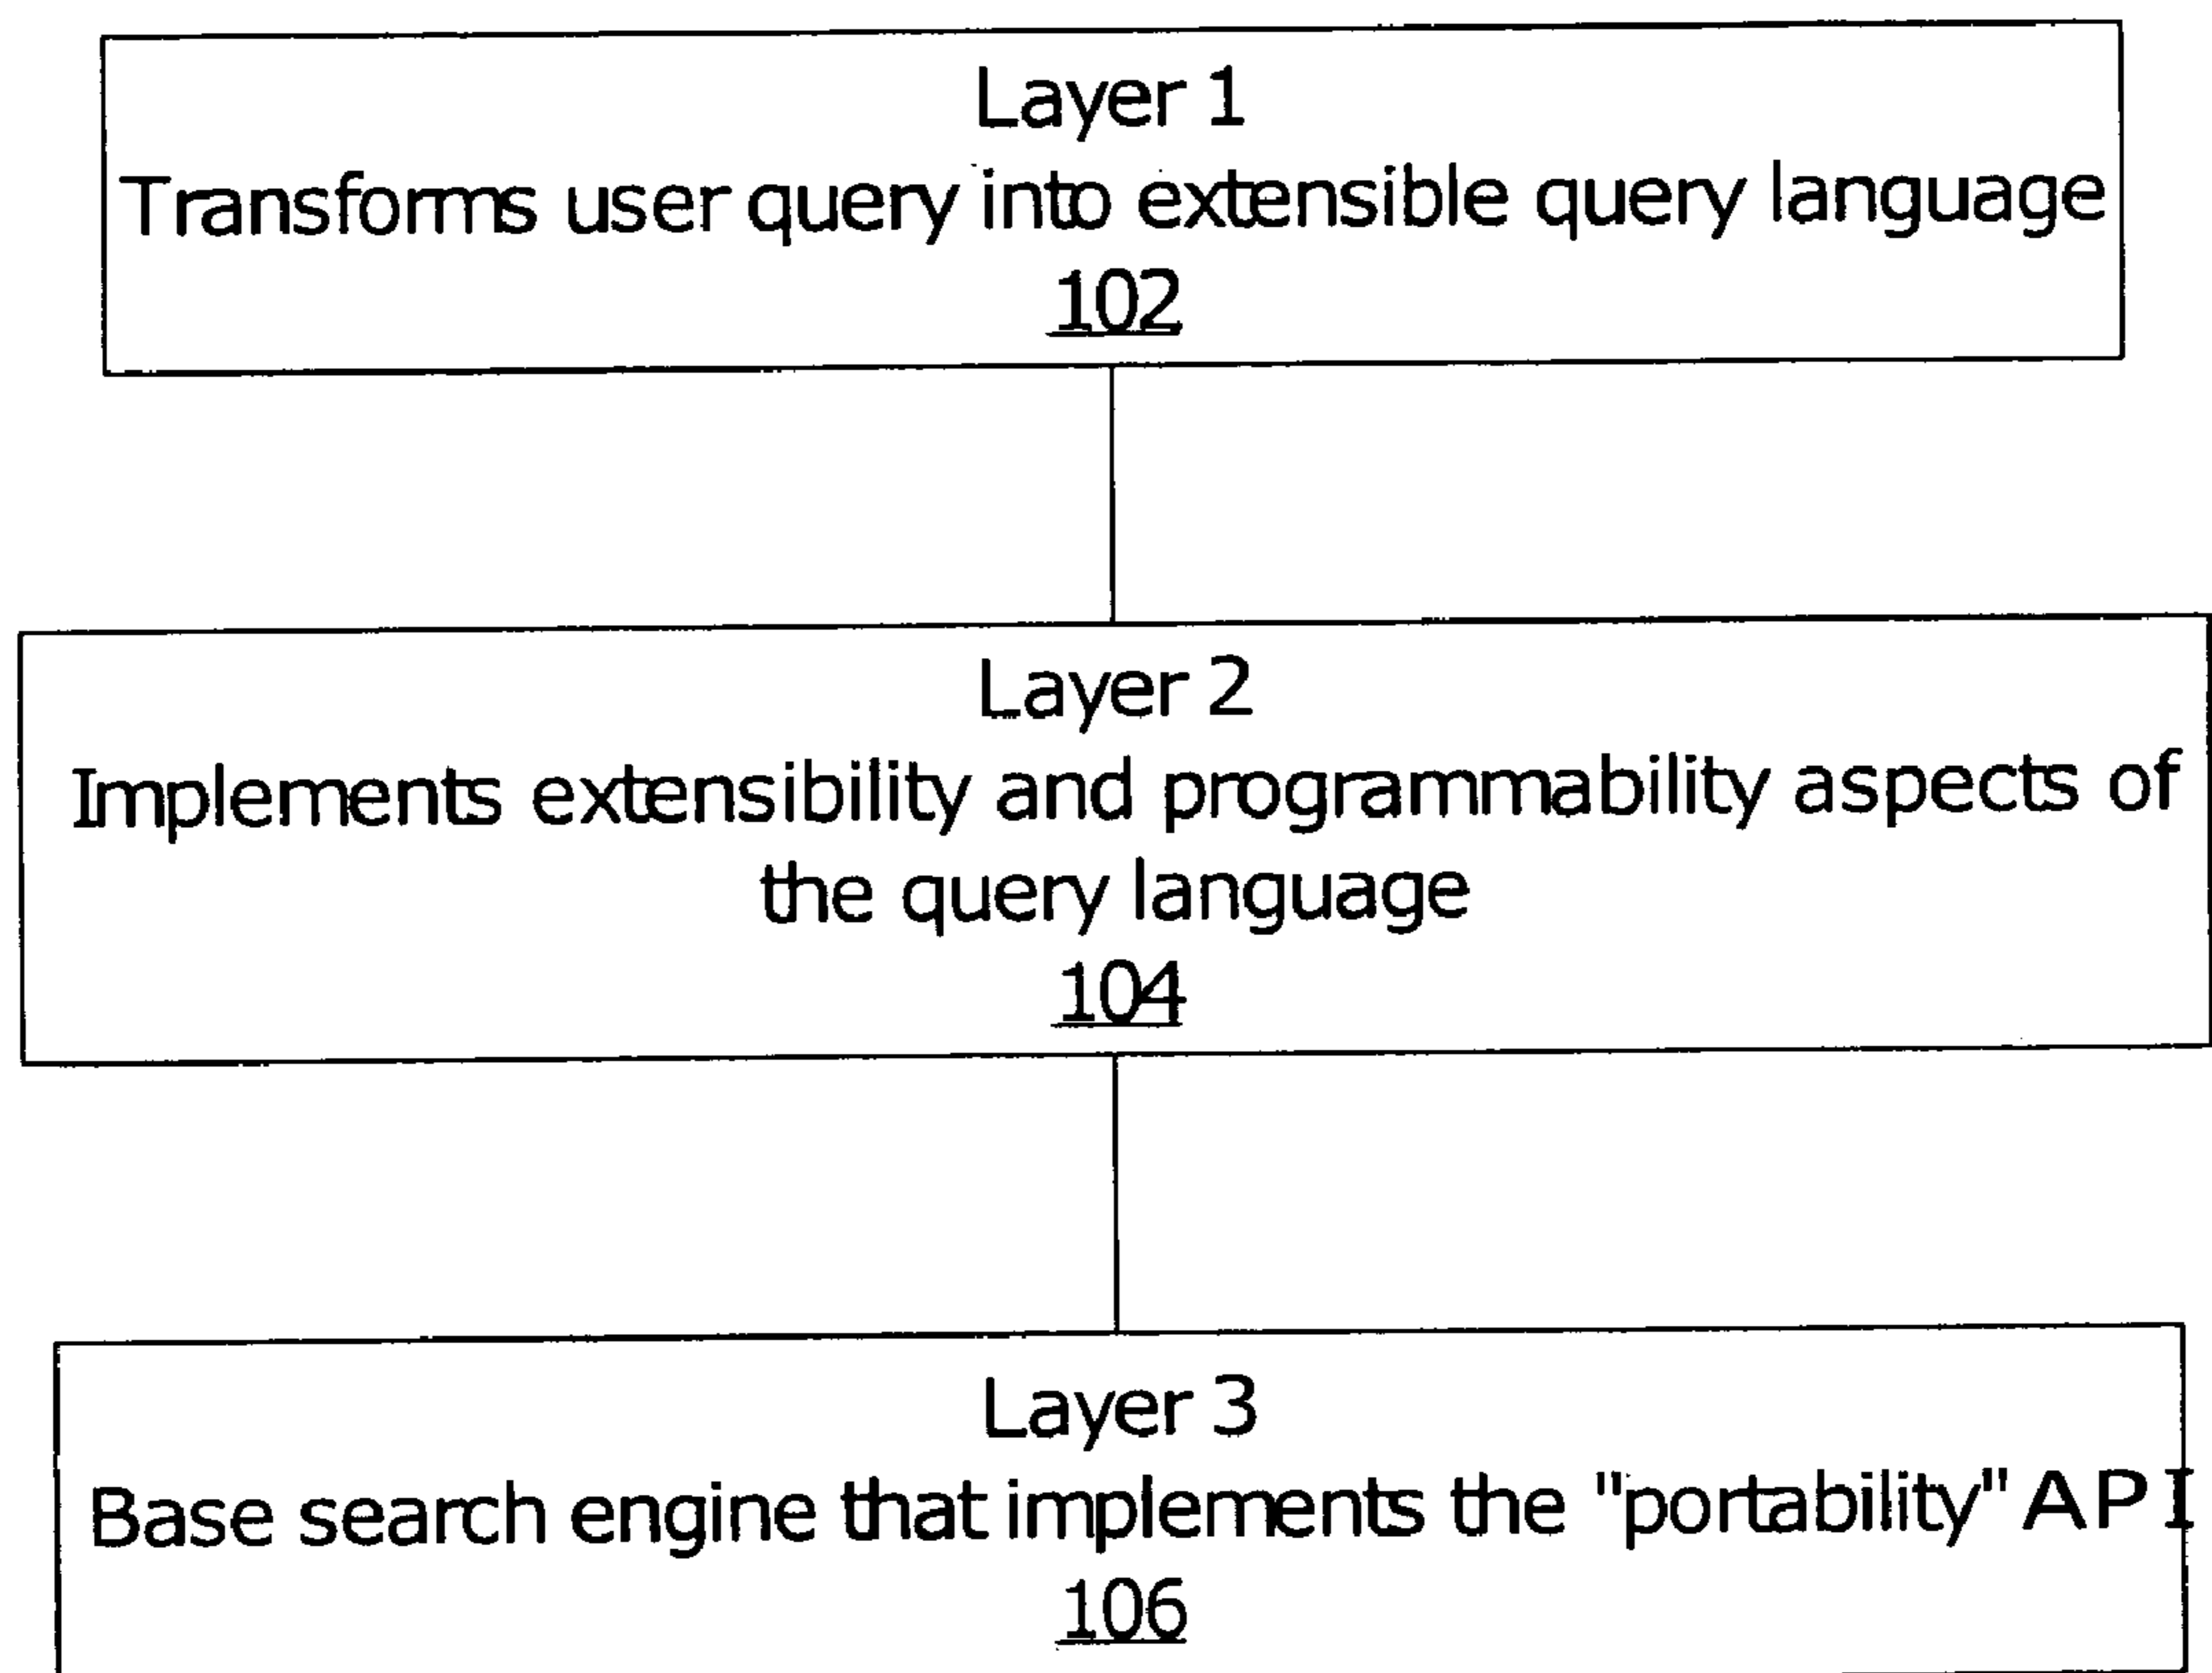 Layer 1
Transforms user query into extensible query language
102
Layer 2
Implements extensibility and programmability aspects of
the query language
104
Layer 3
Base search engine that implements the "portability" API
106